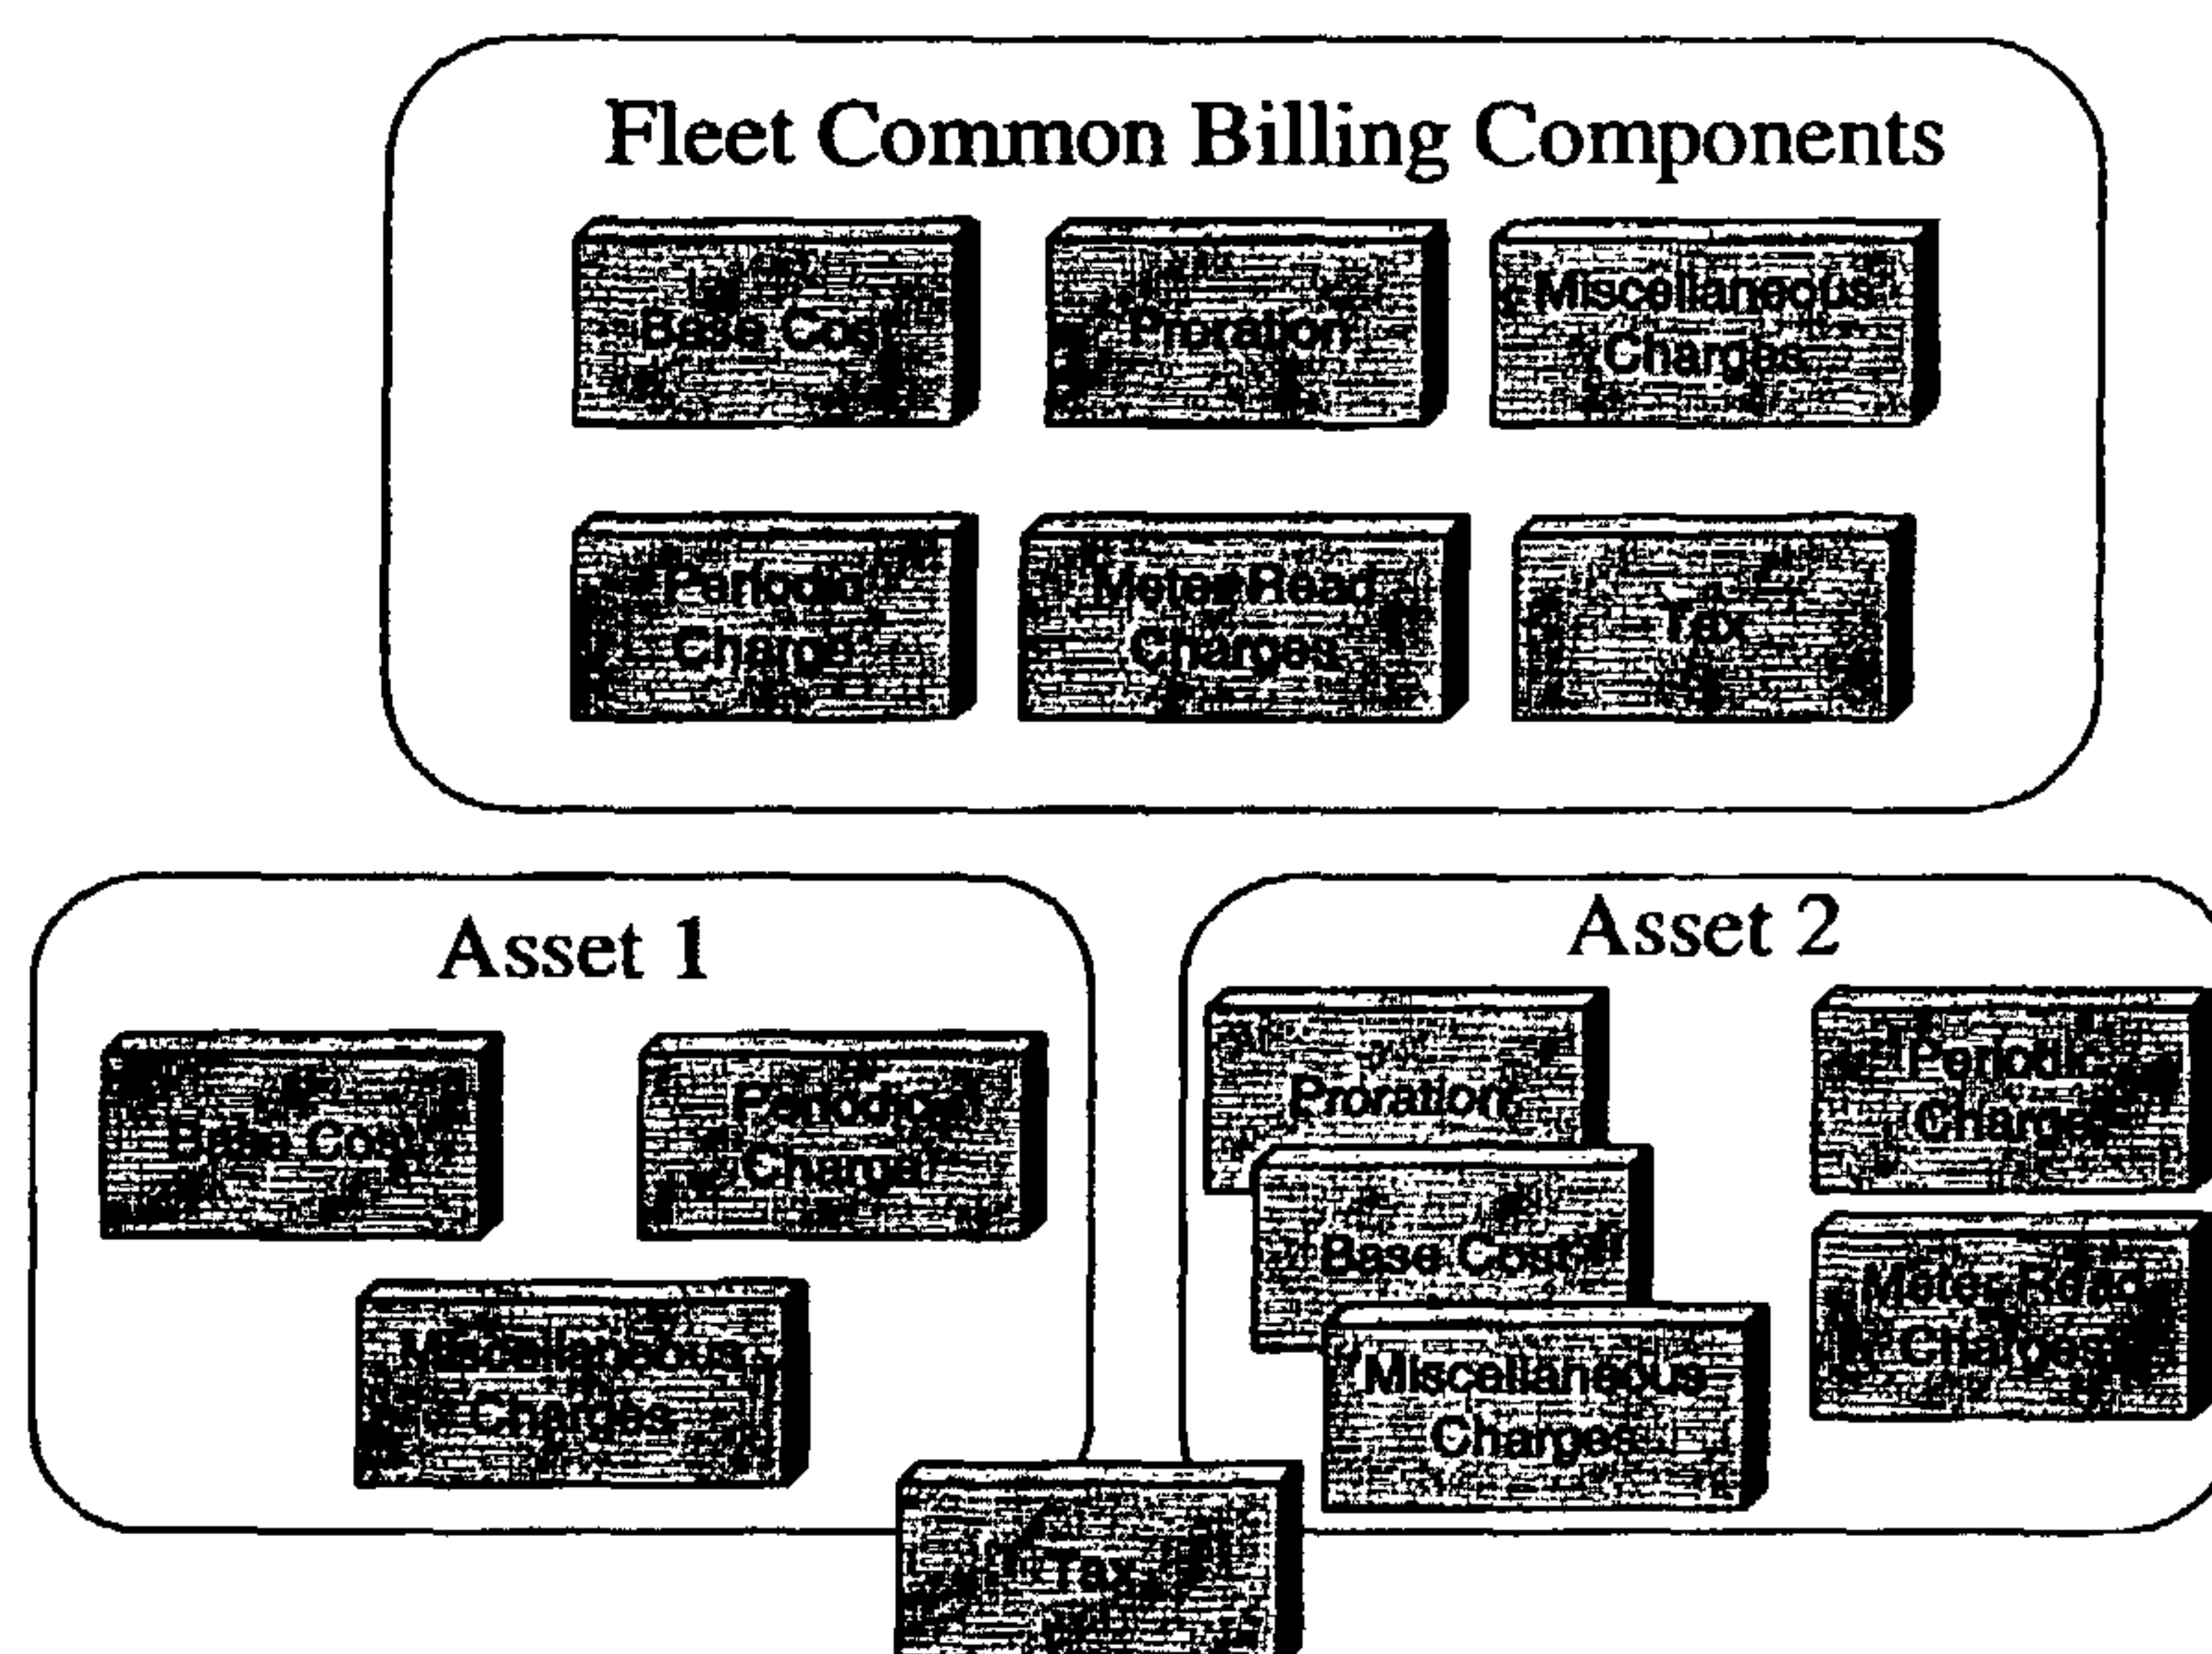 Fleet Common Billing Components
Base Cost
Proration
Miscellaneous
Charges
Periodic
Charge
Meter Read
Charges
Tax
Asset 1
Base Cost
Periodic
Charge
Miscellaneous
Charges
Asset 2
Proration
Base Cost
Miscellaneous
Charges
Periodic
Charge
Meter Read
Charges
Tax